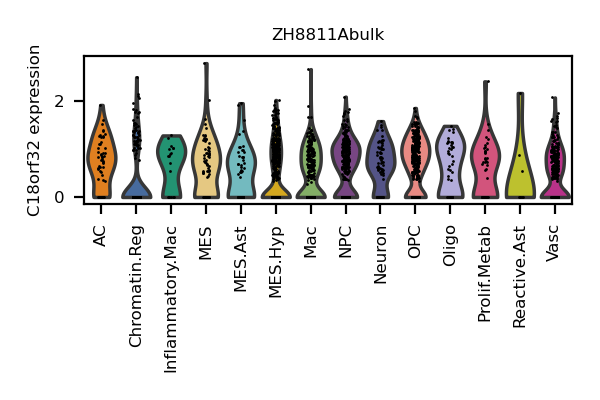 ZH8811Abulk
C18orf32 expression
2
0
AC
Chromatin.Reg
Inflammatory.Mac
MES
MES.Ast
MES.Hyp
Mac
NPC
Neuron
OPC
Oligo
Prolif.Metab
Reactive.Ast
Vasc